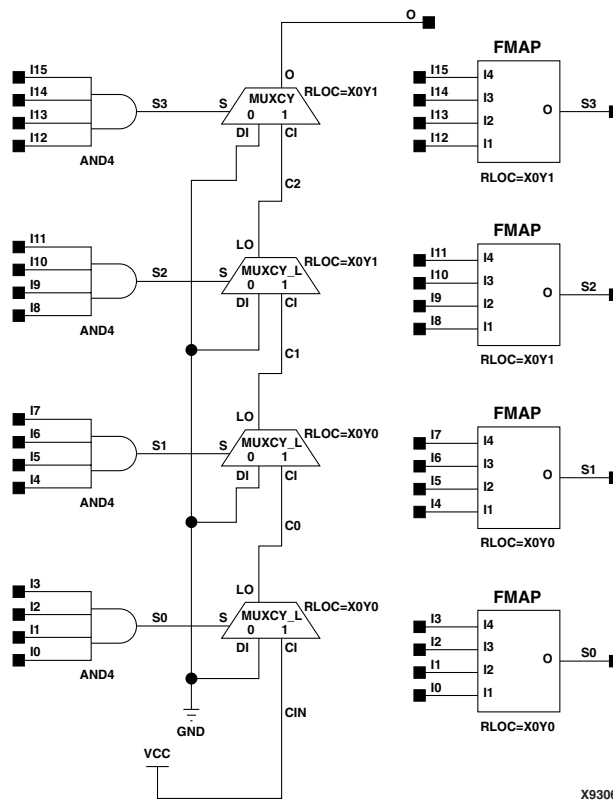 O
I15
I14
I13
I12
S3
AND4
O
RLOC=X0Y1
MUXCY
S
0 1
DI CI
C2
I11
I10
I9
I8
S2
AND4
LO
RLOC=X0Y1
MUXCY_L
S
0 1
DI CI
C1
I7
I6
I5
I4
S1
AND4
LO
RLOC=X0Y0
MUXCY_L
S
0 1
DI CI
C0
I3
I2
I1
I0
S0
AND4
LO
RLOC=X0Y0
MUXCY_L
S
0 1
DI CI
CIN
GND
VCC
FMAP
I15 I4
I14 I3
I13 I2
I12 I1
O S3
RLOC=X0Y1
FMAP
I11 I4
I10 I3
I9 I2
I8 I1
O S2
RLOC=X0Y1
FMAP
I7 I4
I6 I3
I5 I2
I4 I1
O S1
RLOC=X0Y0
FMAP
I3 I4
I2 I3
I1 I2
I0 I1
O S0
RLOC=X0Y0